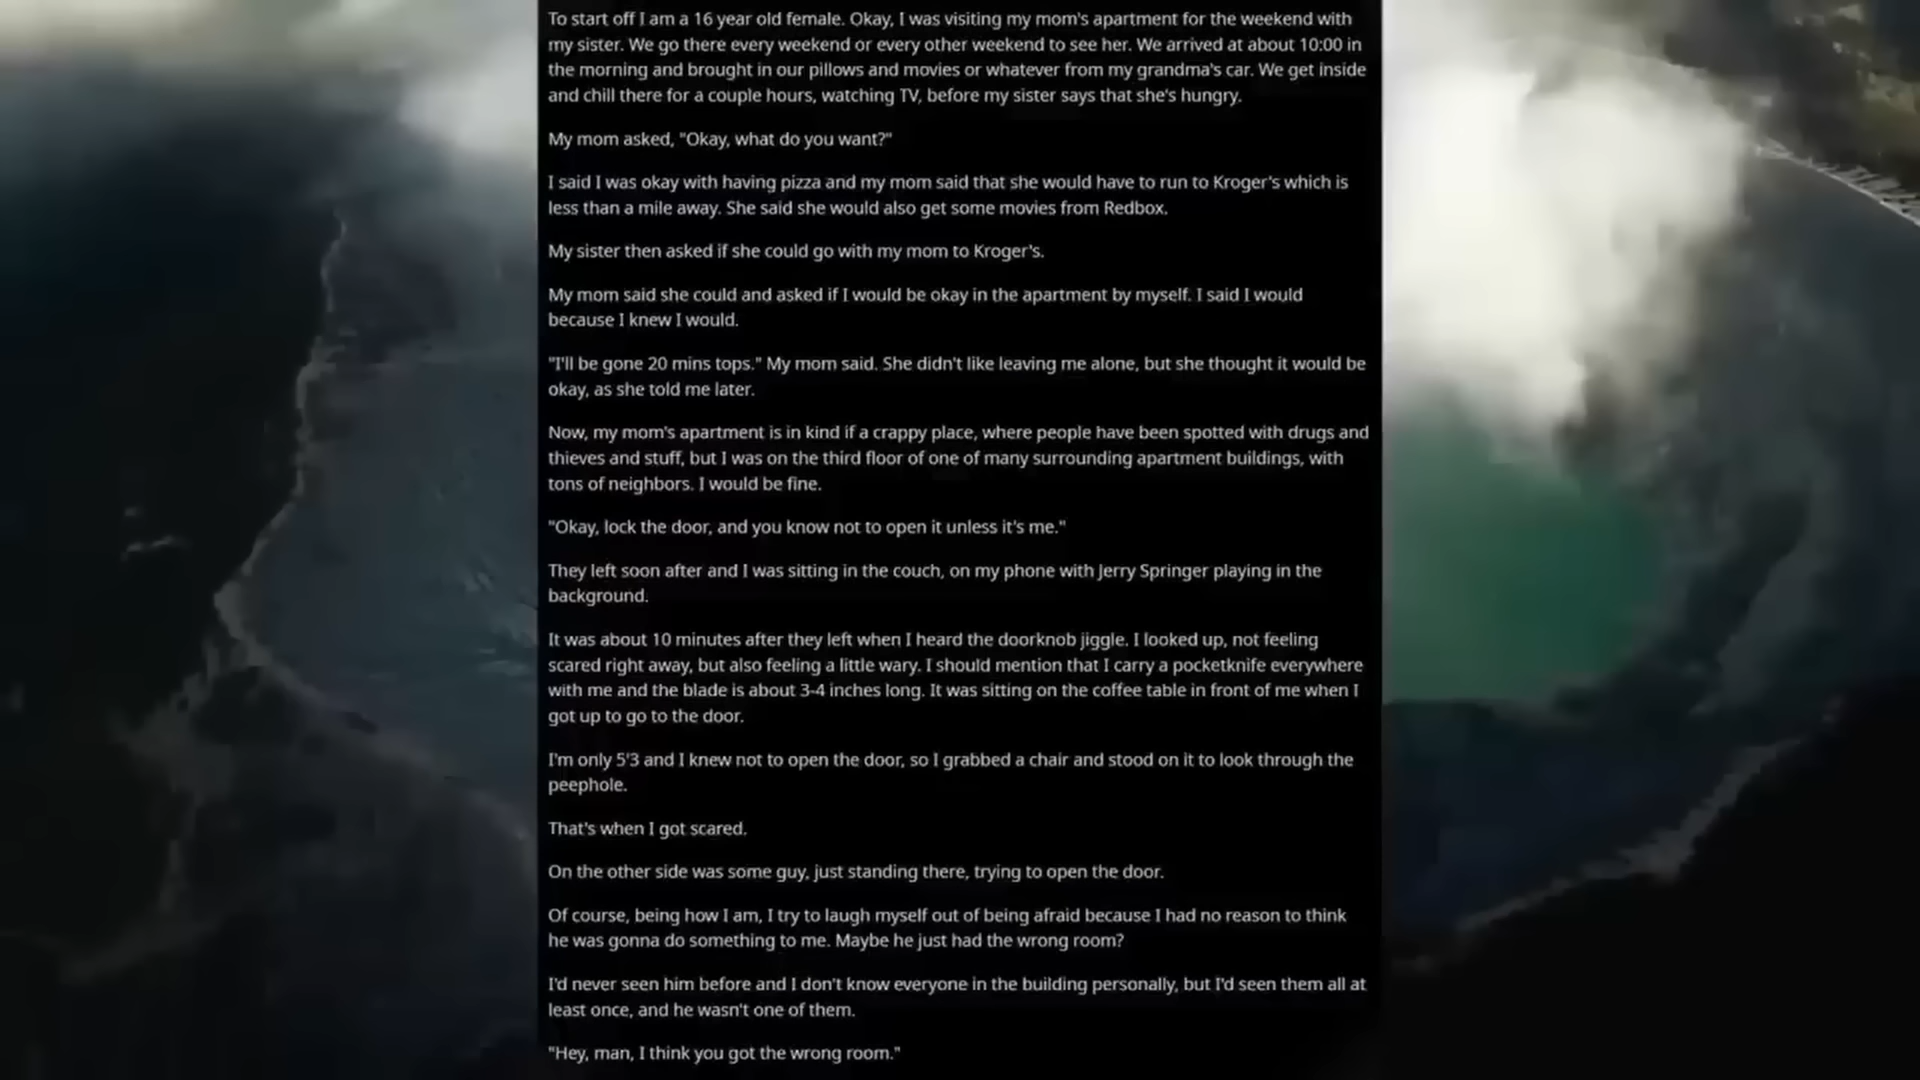 To start off I am a 16 year old female. Okay, I was visiting my mom's apartment for the weekend with
my sister. We go there every weekend or every other weekend to see her. We arrived at about 10:00 in
the morning and brought in our pillows and movies or whatever from my grandma's car. We get inside
and chill there for a couple hours, watching TV, before my sister says that she's hungry.
My mom asked, "Okay, what do you want?"
I said I was okay with having pizza and my mom said that she would have to run to Kroger's which is
less than a mile away. She said she would also get some movies from Redbox.
My sister then asked if she could go with my mom to Kroger's.
My mom said she could and asked if I would be okay in the apartment by myself. I said I would
because I knew I would.
"I'll be gone 20 mins tops." My mom said. She didn't like leaving me alone, but she thought it would be
okay, as she told me later.
Now, my mom's apartment is in kind if a crappy place, where people have been spotted with drugs and
thieves and stuff, but I was on the third floor of one of many surrounding apartment buildings, with
tons of neighbors. I would be fine.
"Okay, lock the door, and you know not to open it unless it's me."
They left soon after and I was sitting in the couch, on my phone with Jerry Springer playing in the
background.
It was about 10 minutes after they left when I heard the doorknob jiggle. I looked up, not feeling
scared right away, but also feeling a little wary. I should mention that I carry a pocketknife everywhere
with me and the blade is about 3-4 inches long. It was sitting on the coffee table in front of me when I
got up to go to the door.
I'm only 5'3 and I knew not to open the door, so I grabbed a chair and stood on it to look through the
peephole.
That's when I got scared.
On the other side was some guy, just standing there, trying to open the door.
Of course, being how I am, I try to laugh myself out of being afraid because I had no reason to think
he was gonna do something to me. Maybe he just had the wrong room?
I'd never seen him before and I don't know everyone in the building personally, but I'd seen them all at
least once, and he wasn't one of them.
"Hey, man, I think you got the wrong room."